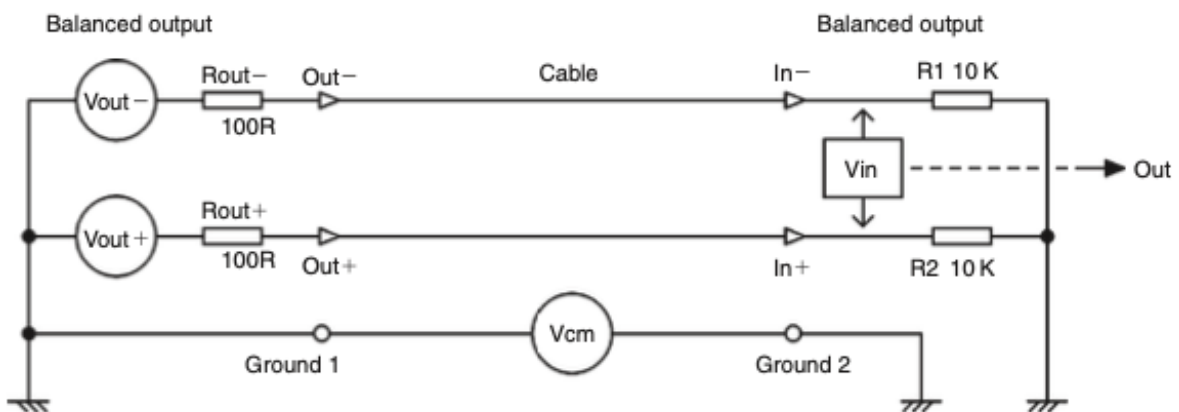 Balanced output
Balanced output
Rout−
Out−
Cable
In−
R1 10 K
Vout −
100R
Vin
Out
Rout+
Vout +
100R
Out+
In+
R2 10 K
Vcm
Ground 1
Ground 2